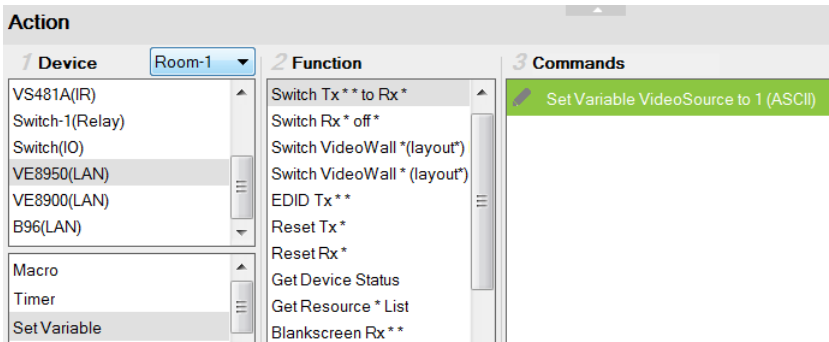 Action
1 Device
Room-1
2 Function
3 Commands
VS481A(IR)
Switch-1(Relay)
Switch(IO)
VE8950(LAN)
VE8900(LAN)
B96(LAN)
Macro
Timer
Set Variable
Switch Tx * * to Rx *
Switch Rx * off *
Switch VideoWall *(layout*)
Switch VideoWall * (layout*)
EDID Tx * *
Reset Tx *
Reset Rx *
Get Device Status
Get Resource * List
Blankscreen Rx * *
Set Variable VideoSource to 1 (ASCII)